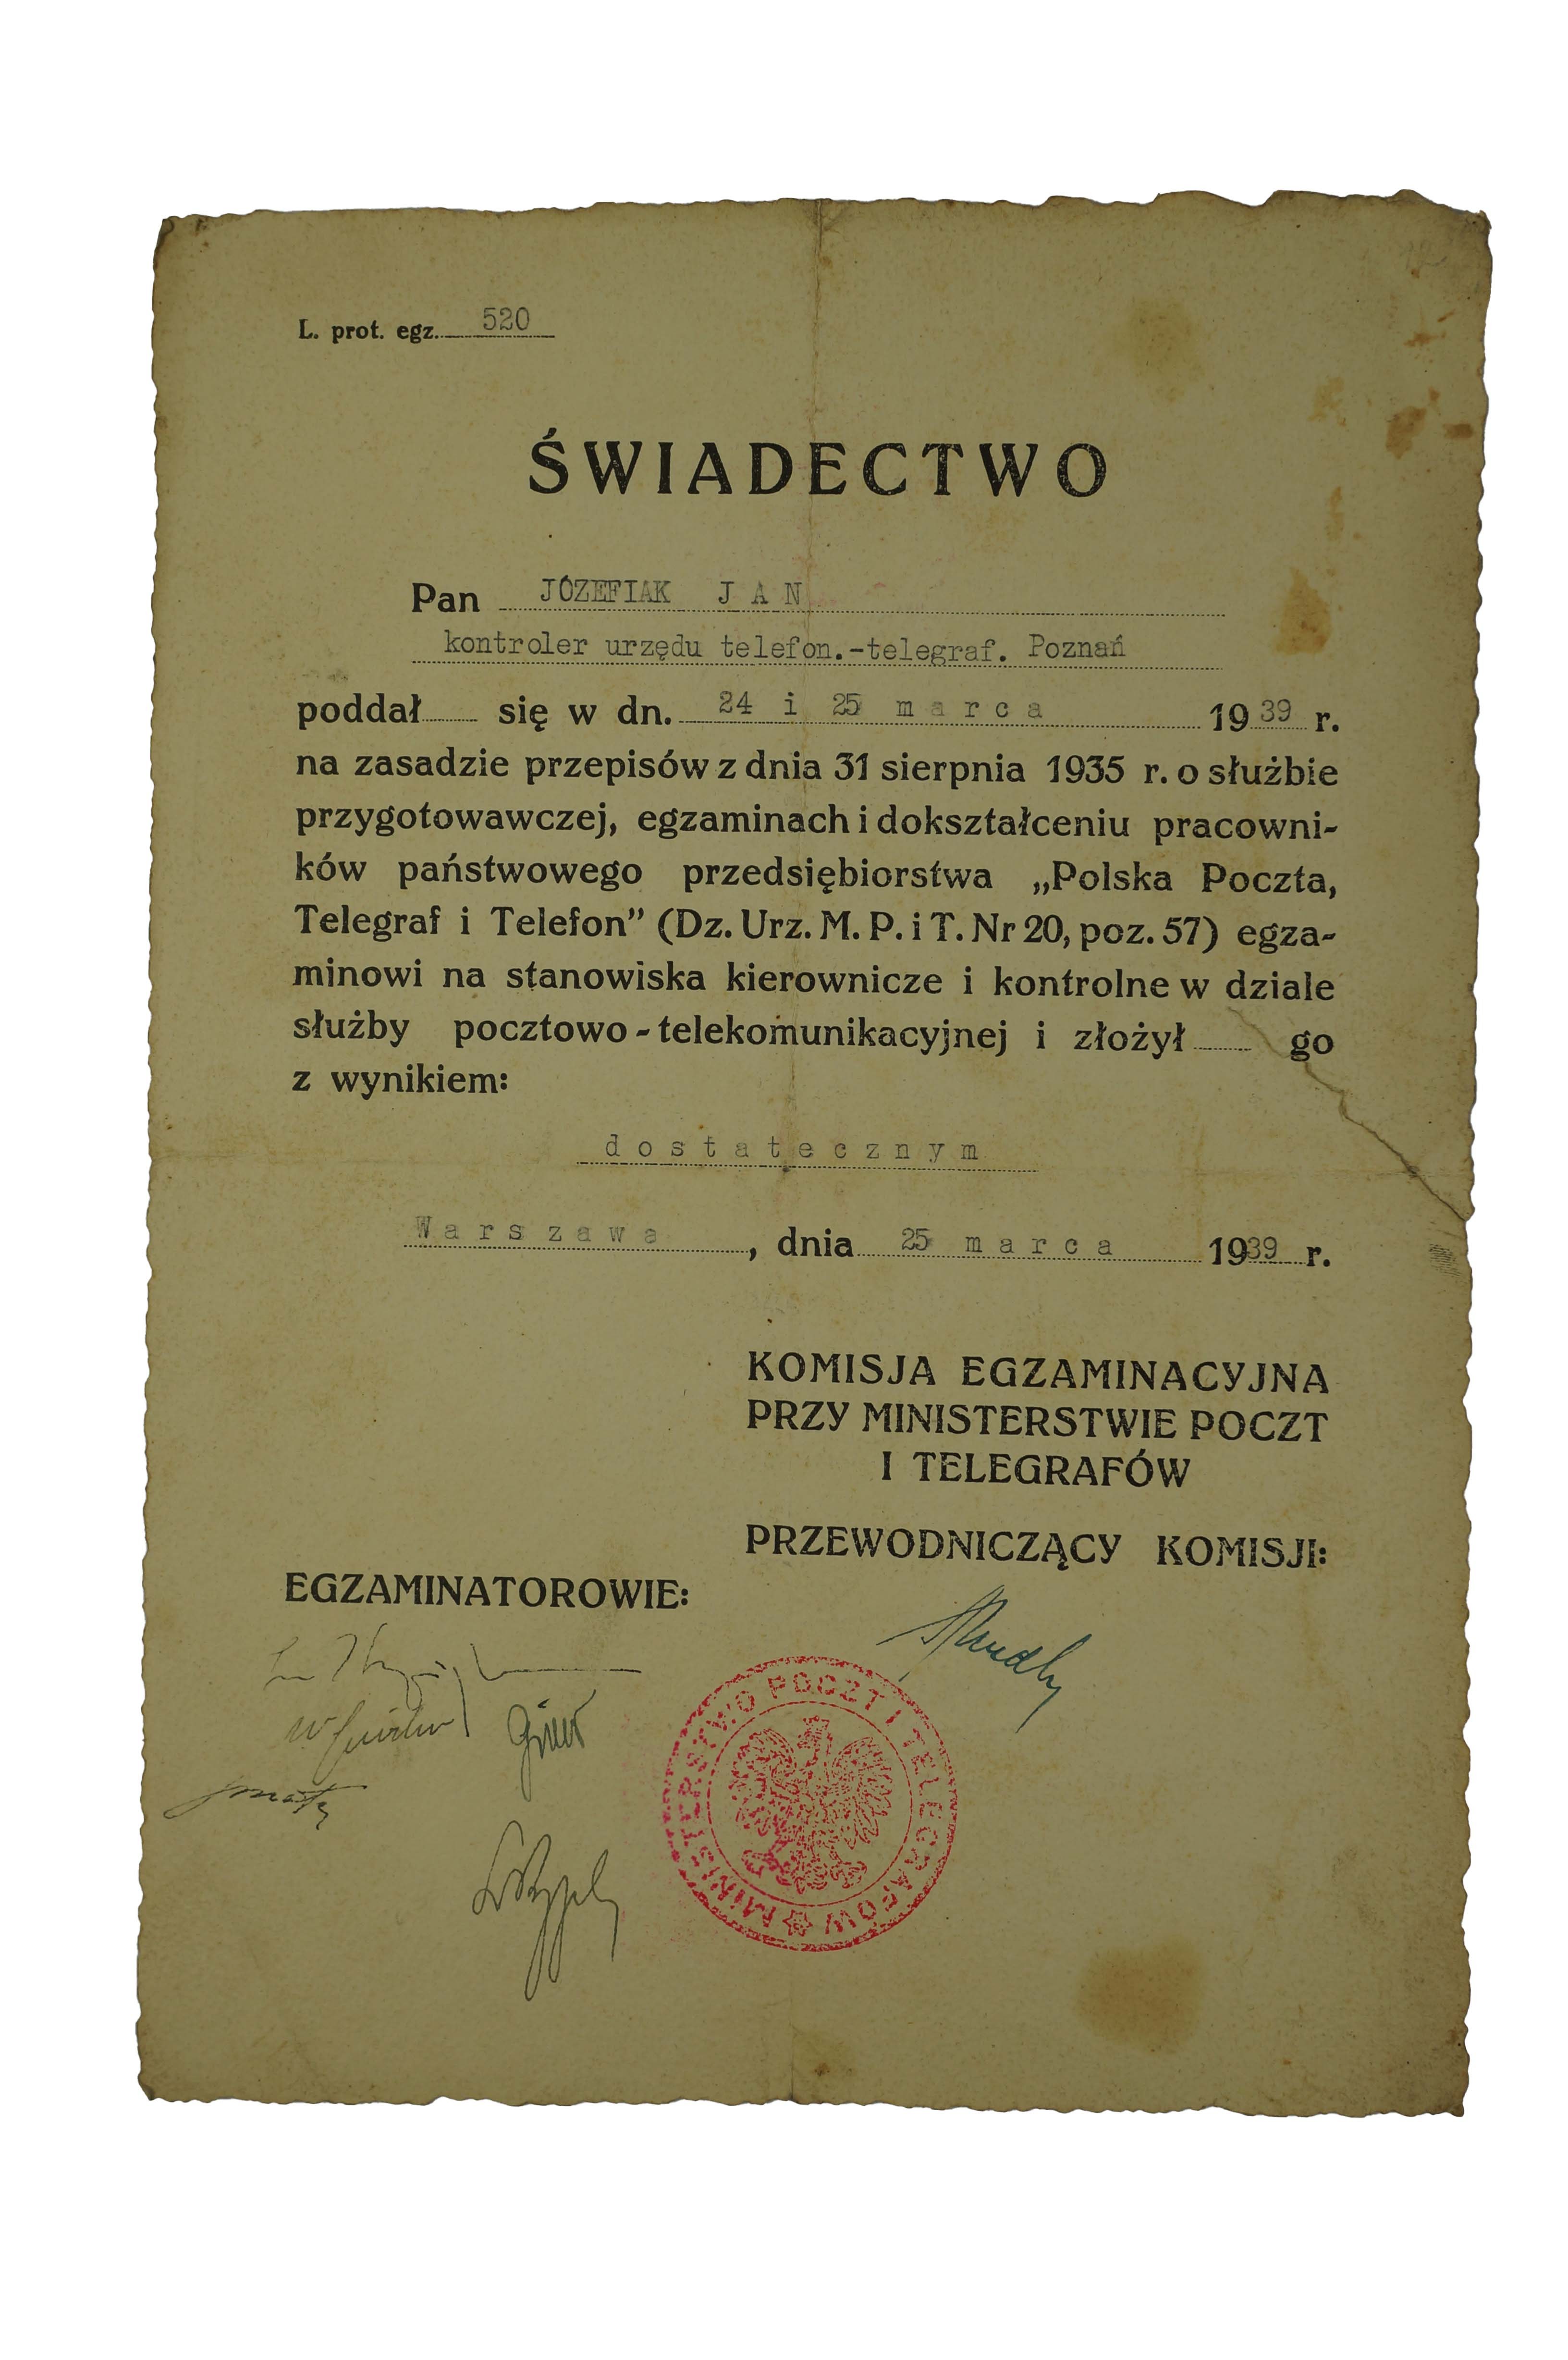 L. prot. egz. 520
ŚWIADECTWO
Pan JÓZEFIAK JAN
kontroler urzędu telefon.-telegraf. Poznań
poddał się w dn. 24 i 25 marca 1939 r.
na zasadzie przepisów z dnia 31 sierpnia 1935 r. o służbie
przygotowawczej, egzaminach i dokształceniu pracowni-
ków państwowego przedsiębiorstwa „Polska Poczta,
Telegraf i Telefon” (Dz. Urz. M. P. i T. Nr 20, poz. 57) egza-
minowi na stanowiska kierownicze i kontrolne w dziale
służby pocztowo-telekomunikacyjnej i złożył go
z wynikiem:
dostatecznym
Warszawa, dnia 25 marca 1939 r.
KOMISJA EGZAMINACYJNA
PRZY MINISTERSTWIE POCZT
I TELEGRAFÓW
PRZEWODNICZĄCY KOMISJI:
EGZAMINATOROWIE:
MINISTERSTWO POCZT I TELEGRAFÓW